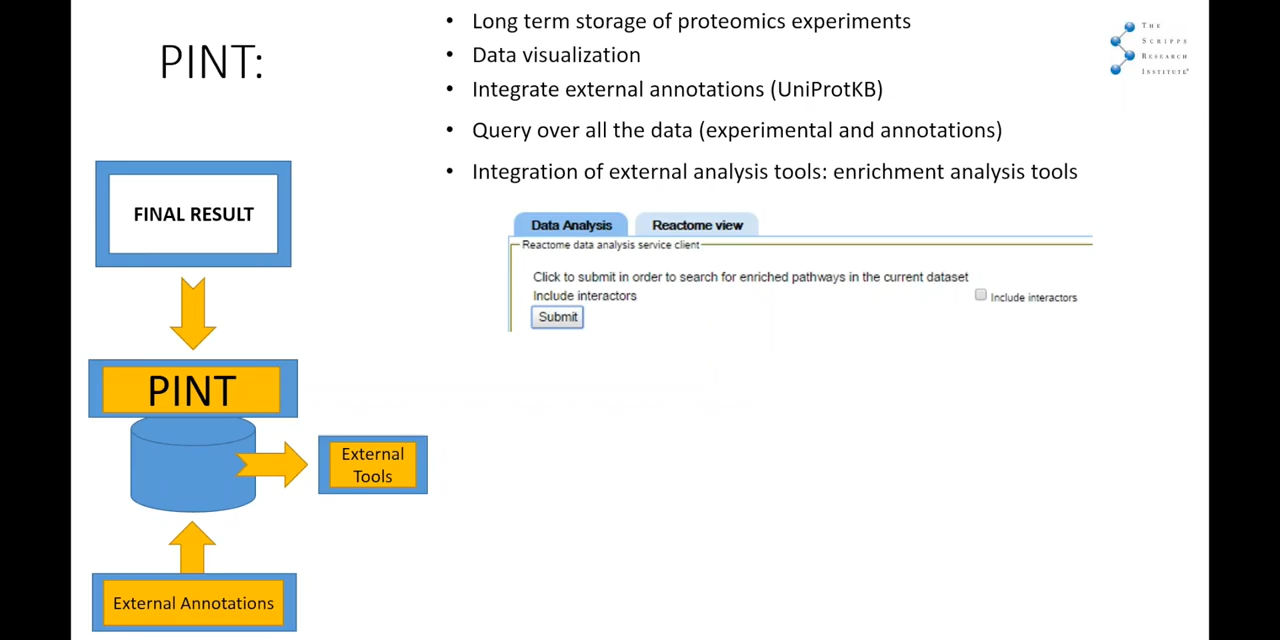 PINT:
• Long term storage of proteomics experiments
• Data visualization
• Integrate external annotations (UniProtKB)
• Query over all the data (experimental and annotations)
• Integration of external analysis tools: enrichment analysis tools
THE
SCRIPPS
RESEARCH
INSTITUTE®
FINAL RESULT
Data Analysis Reactome view
Reactome data analysis service client
Click to submit in order to search for enriched pathways in the current dataset
Include interactors
Include interactors
Submit
PINT
External
Tools
External Annotations